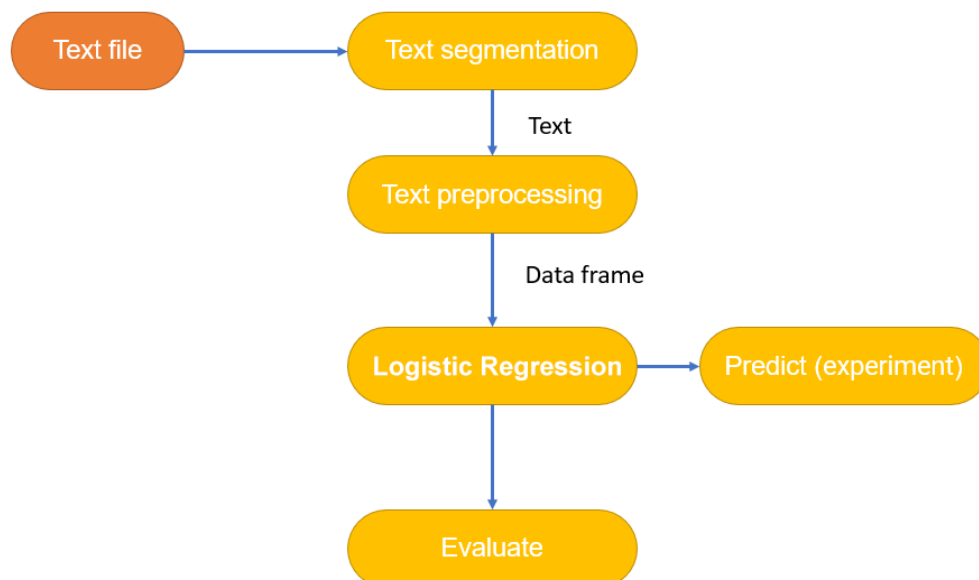 Text file
Text segmentation
Text
Text preprocessing
Data frame
Logistic Regression
Predict (experiment)
Evaluate